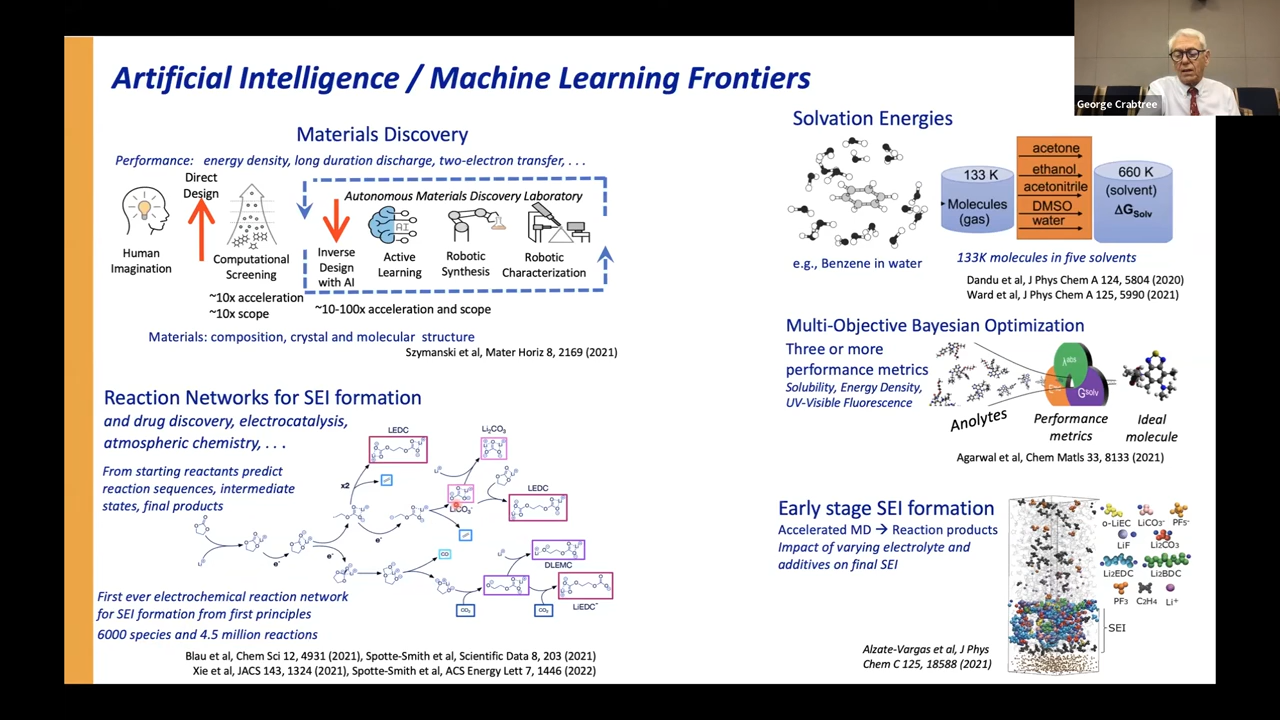 Artificial Intelligence / Machine Learning Frontiers
George Crabtree
Materials Discovery
Performance: energy density, long duration discharge, two-electron transfer, . . .
Direct
Design
Autonomous Materials Discovery Laboratory
AI
Human
Imagination
Computational
Screening
Inverse
Design
with AI
Active
Learning
Robotic
Synthesis
Robotic
Characterization
~10x acceleration
~10x scope
~10-100x acceleration and scope
Materials: composition, crystal and molecular structure
Szymanski et al, Mater Horiz 8, 2169 (2021)
Reaction Networks for SEI formation
and drug discovery, electrocatalysis,
atmospheric chemistry, . . .
From starting reactants predict
reaction sequences, intermediate
states, final products
LEDC
Li2CO3
x2
LEDC
LiCO3-
e-
e-
e-
CO
DLEMC
LiEDC+
CO2
CO2
First ever electrochemical reaction network
for SEI formation from first principles
6000 species and 4.5 million reactions
Blau et al, Chem Sci 12, 4931 (2021), Spotte-Smith et al, Scientific Data 8, 203 (2021)
Xie et al, JACS 143, 1324 (2021), Spotte-Smith et al, ACS Energy Lett 7, 1446 (2022)
Solvation Energies
e.g., Benzene in water
133 K
Molecules
(gas)
acetone
ethanol
acetonitrile
DMSO
water
660 K
(solvent)
ΔGSolv
133K molecules in five solvents
Dandu et al, J Phys Chem A 124, 5804 (2020)
Ward et al, J Phys Chem A 125, 5990 (2021)
Multi-Objective Bayesian Optimization
Three or more
performance metrics
Solubility, Energy Density,
UV-Visible Fluorescence
Anolytes
λabs
Gsolv
Performance
metrics
Ideal
molecule
Agarwal et al, Chem Matls 33, 8133 (2021)
Early stage SEI formation
Accelerated MD → Reaction products
Impact of varying electrolyte and
additives on final SEI
o-LiEC LiCO3- PF5-
LiF Li2CO3
Li2EDC Li2BDC
PF3 C2H4 Li+
SEI
Alzate-Vargas et al, J Phys
Chem C 125, 18588 (2021)